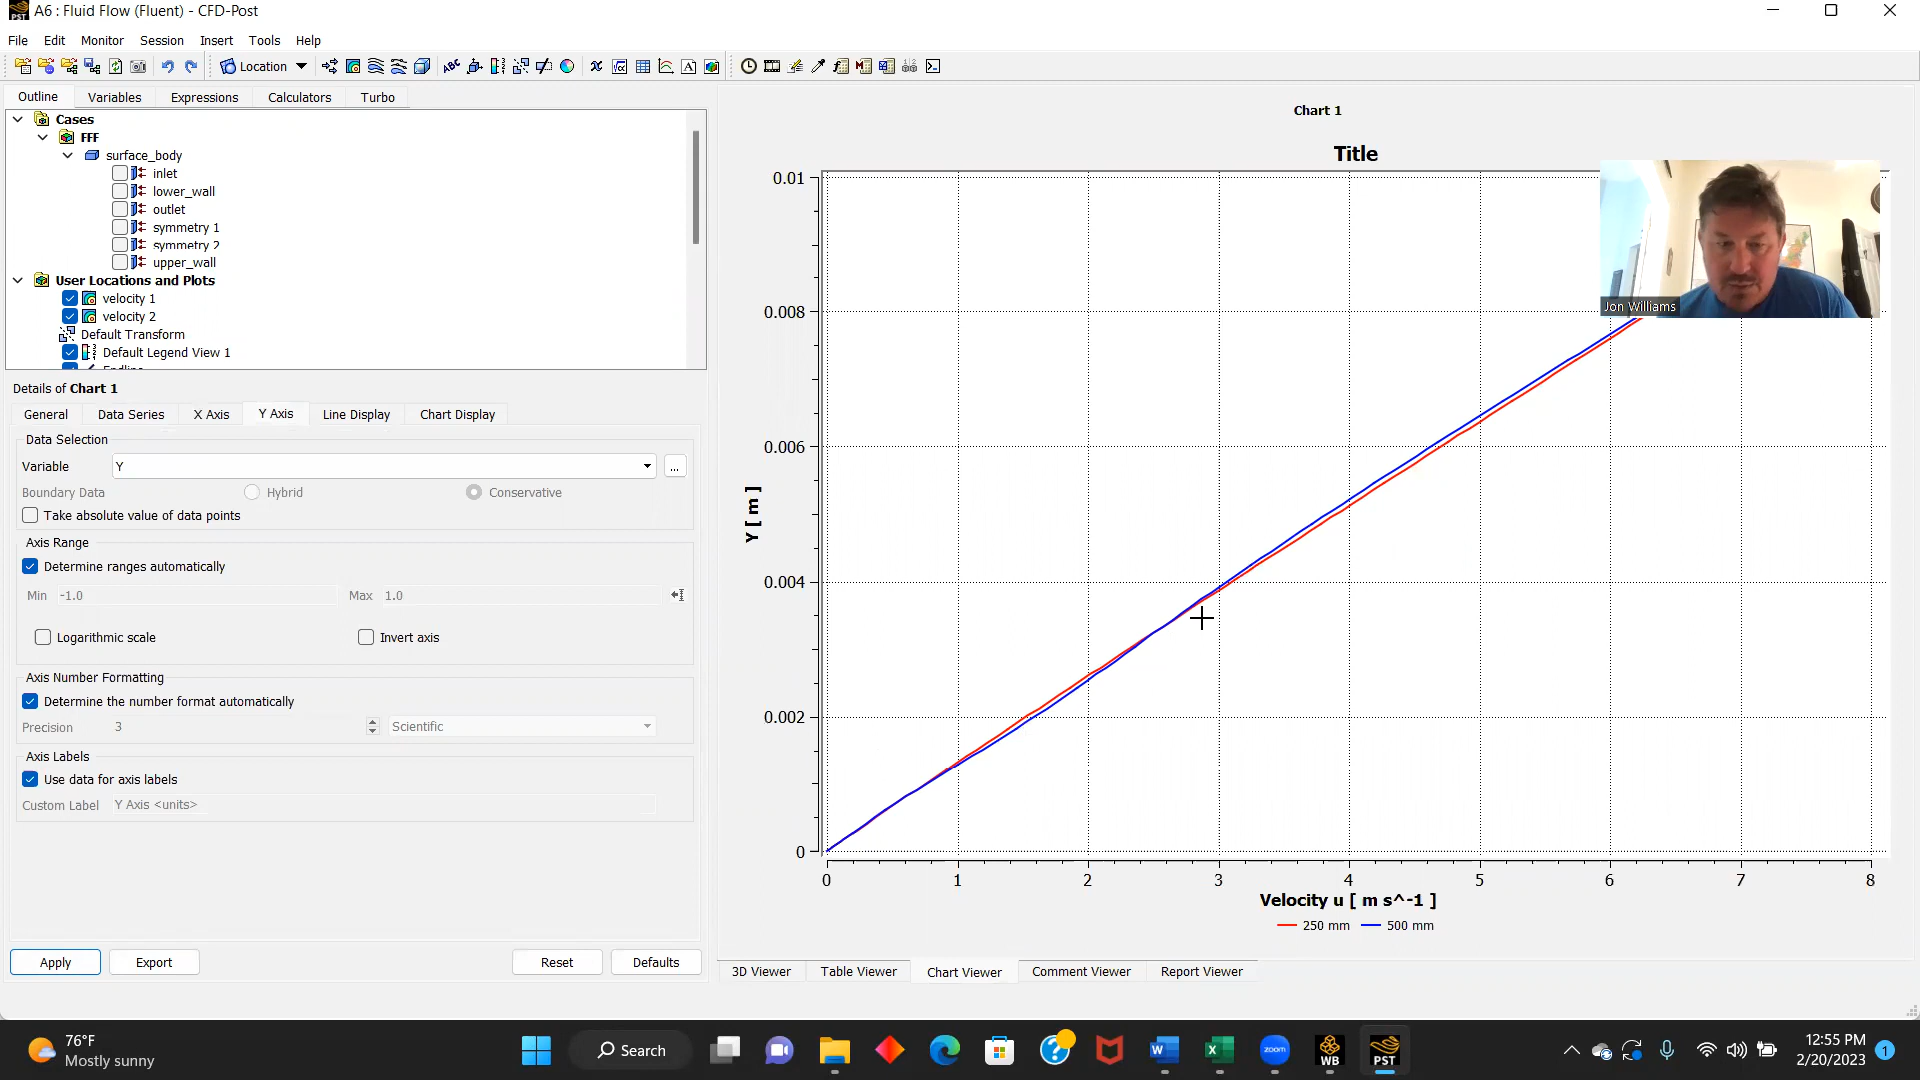 PST A6 : Fluid Flow (Fluent) - CFD-Post
File Edit Monitor Session Insert Tools Help
Location
Outline Variables Expressions Calculators Turbo
Cases
FFF
surface_body
inlet
lower_wall
outlet
symmetry 1
symmetry 2
upper_wall
User Locations and Plots
velocity 1
velocity 2
Default Transform
Default Legend View 1
Details of Chart 1
General Data Series X Axis Y Axis Line Display Chart Display
Data Selection
Variable Y ...
Boundary Data Hybrid Conservative
Take absolute value of data points
Axis Range
Determine ranges automatically
Min -1.0 Max 1.0
Logarithmic scale Invert axis
Axis Number Formatting
Determine the number format automatically
Precision 3 Scientific
Axis Labels
Use data for axis labels
Custom Label Y Axis <units>
Apply Export Reset Defaults
Chart 1
Title
0.01
0.008
0.006
0.004
0.002
0
Y [ m ]
0 1 2 3 4 5 6 7 8
Velocity u [ m s^-1 ]
250 mm 500 mm
Jon Williams
3D Viewer Table Viewer Chart Viewer Comment Viewer Report Viewer
76°F
Mostly sunny
Search
zoom
WB
PST
12:55 PM
2/20/2023
1